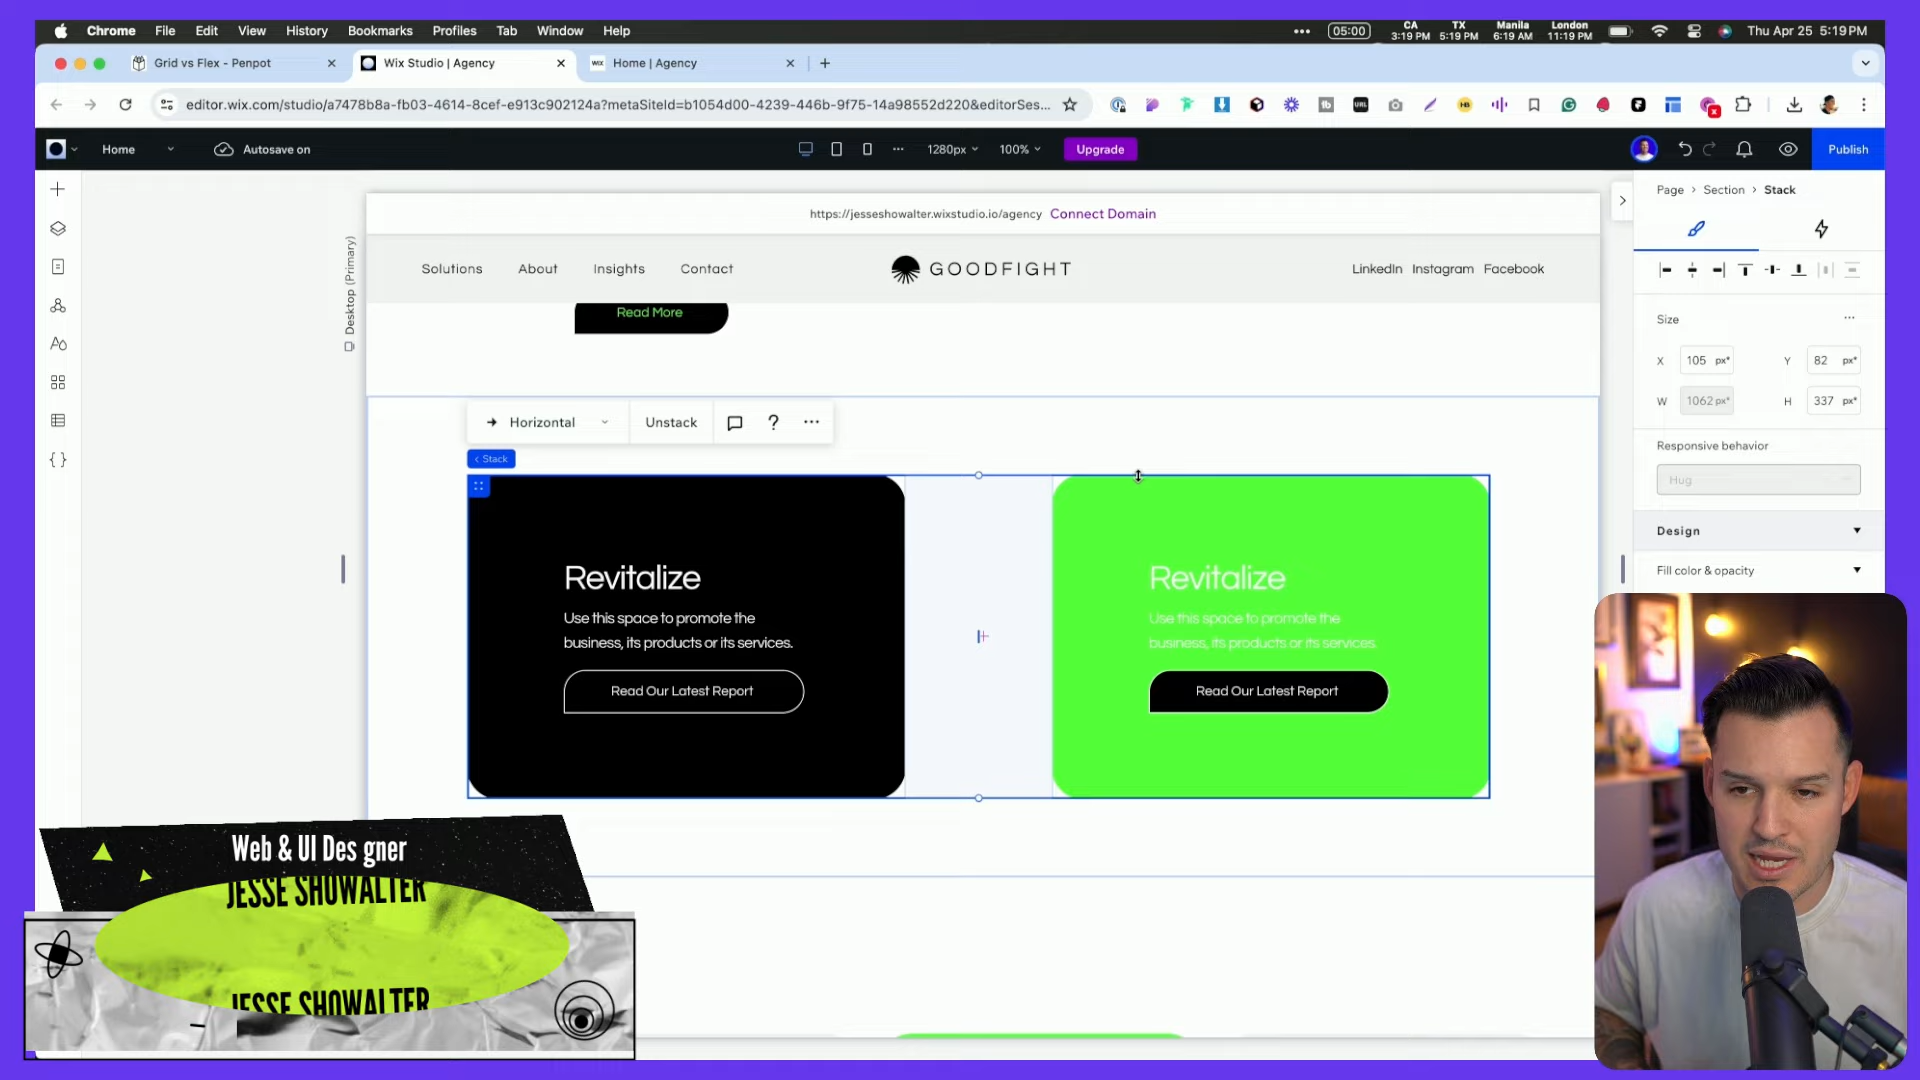 Chrome File Edit View History Bookmarks Profiles Tab Window Help
05:00
CA TX Manila London
3:19 PM 5:19 PM 6:19 AM 11:19 PM
Thu Apr 25 5:19 PM
Grid vs Flex - Penpot
Wix Studio | Agency
Home | Agency
editor.wix.com/studio/a7478b8a-fb03-4614-8cef-e913c902124a?metaSiteId=b1054d00-4239-446b-9f75-14a98552d220&editorSes...
Home
Autosave on
1280px
100%
Upgrade
Publish
https://jesseshowalter.wixstudio.io/agency Connect Domain
Page > Section > Stack
Desktop (Primary)
Solutions About Insights Contact
GOODFIGHT
LinkedIn Instagram Facebook
Read More
Horizontal
Unstack
Stack
Revitalize
Use this space to promote the
business, its products or its services.
Read Our Latest Report
Revitalize
Use this space to promote the
business, its products or its services.
Read Our Latest Report
Size
X 105 px* Y 82 px*
W 1062 px* H 337 px*
Responsive behavior
Hug
Design
Fill color & opacity
Web & UI Designer
JESSE SHOWALTER
JESSE SHOWALTER